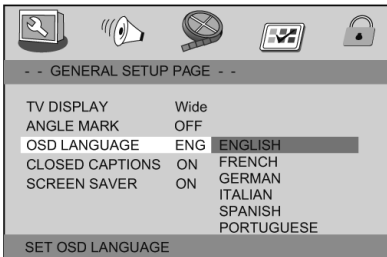 - - GENERAL SETUP PAGE - -
TV DISPLAY Wide
ANGLE MARK OFF
OSD LANGUAGE ENG ENGLISH
CLOSED CAPTIONS ON FRENCH
SCREEN SAVER ON GERMAN
ITALIAN
SPANISH
PORTUGUESE
SET OSD LANGUAGE